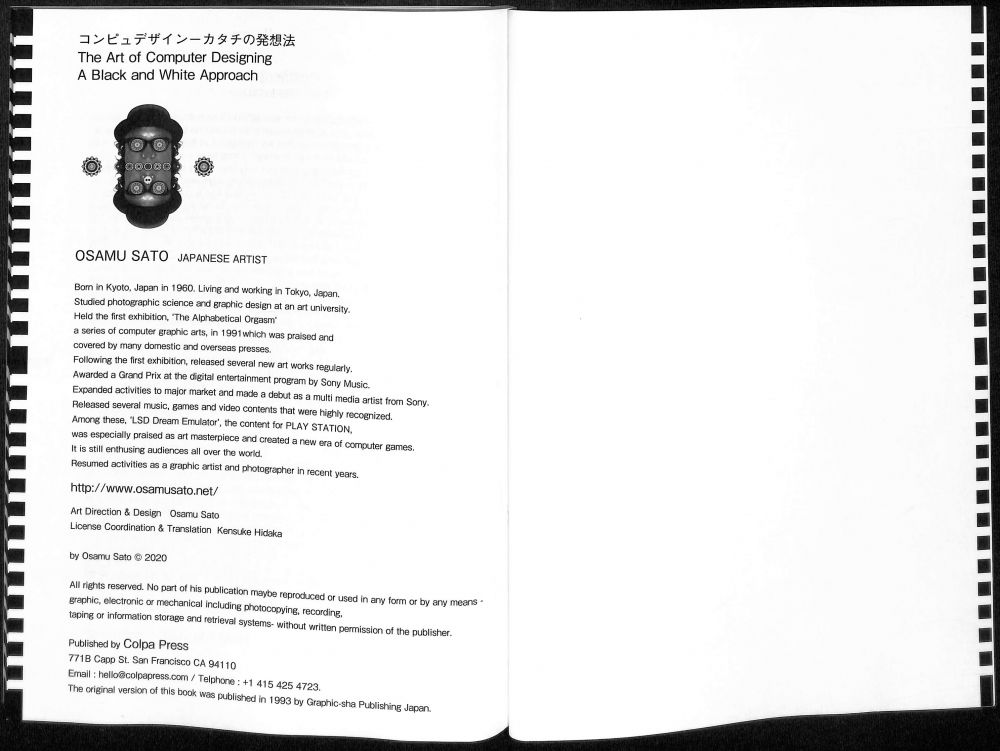 コンピュデザイン－カタチの発想法
The Art of Computer Designing
A Black and White Approach
OSAMU SATO JAPANESE ARTIST
Born in Kyoto, Japan in 1960. Living and working in Tokyo, Japan.
Studied photographic science and graphic design at an art university.
Held the first exhibition, 'The Alphabetical Orgasm'
a series of computer graphic arts, in 1991which was praised and
covered by many domestic and overseas presses.
Following the first exhibition, released several new art works regularly.
Awarded a Grand Prix at the digital entertainment program by Sony Music.
Expanded activities to major market and made a debut as a multi media artist from Sony.
Released several music, games and video contents that were highly recognized.
Among these, 'LSD Dream Emulator', the content for PLAY STATION,
was especially praised as art masterpiece and created a new era of computer games.
It is still enthusing audiences all over the world.
Resumed activities as a graphic artist and photographer in recent years.
http://www.osamusato.net/
Art Direction & Design Osamu Sato
License Coordination & Translation Kensuke Hidaka
by Osamu Sato © 2020
All rights reserved. No part of his publication maybe reproduced or used in any form or by any means -
graphic, electronic or mechanical including photocopying, recording,
taping or information storage and retrieval systems- without written permission of the publisher.
Published by Colpa Press
771B Capp St. San Francisco CA 94110
Email : hello@colpapress.com / Telphone : +1 415 425 4723.
The original version of this book was published in 1993 by Graphic-sha Publishing Japan.